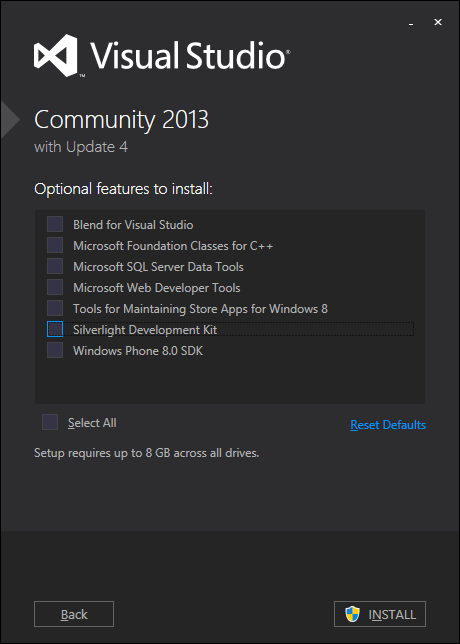 Visual Studio®
™
Community 2013
with Update 4
Optional features to install:
Blend for Visual Studio
Microsoft Foundation Classes for C++
Microsoft SQL Server Data Tools
Microsoft Web Developer Tools
Tools for Maintaining Store Apps for Windows 8
Silverlight Development Kit
Windows Phone 8.0 SDK
Select All
Reset Defaults
Setup requires up to 8 GB across all drives.
Back
INSTALL